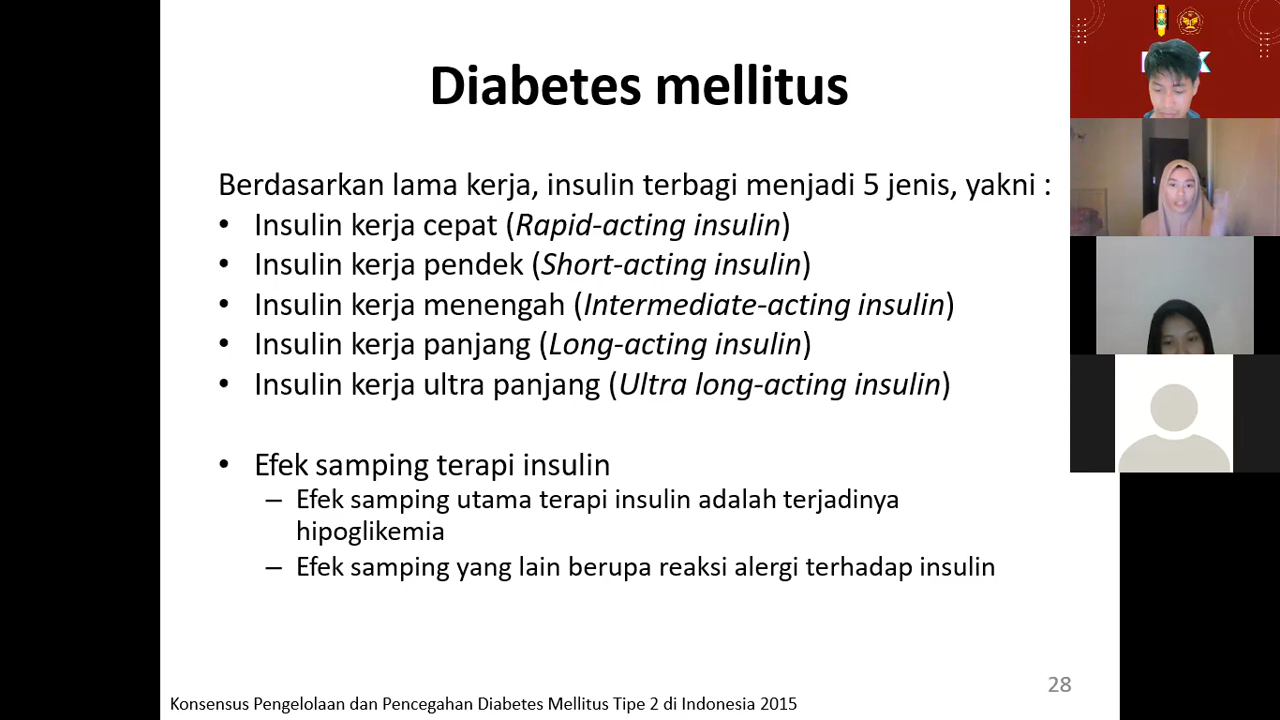 Diabetes mellitus
Berdasarkan lama kerja, insulin terbagi menjadi 5 jenis, yakni :
• Insulin kerja cepat (Rapid-acting insulin)
• Insulin kerja pendek (Short-acting insulin)
• Insulin kerja menengah (Intermediate-acting insulin)
• Insulin kerja panjang (Long-acting insulin)
• Insulin kerja ultra panjang (Ultra long-acting insulin)
• Efek samping terapi insulin
– Efek samping utama terapi insulin adalah terjadinya
hipoglikemia
– Efek samping yang lain berupa reaksi alergi terhadap insulin
28
Konsensus Pengelolaan dan Pencegahan Diabetes Mellitus Tipe 2 di Indonesia 2015